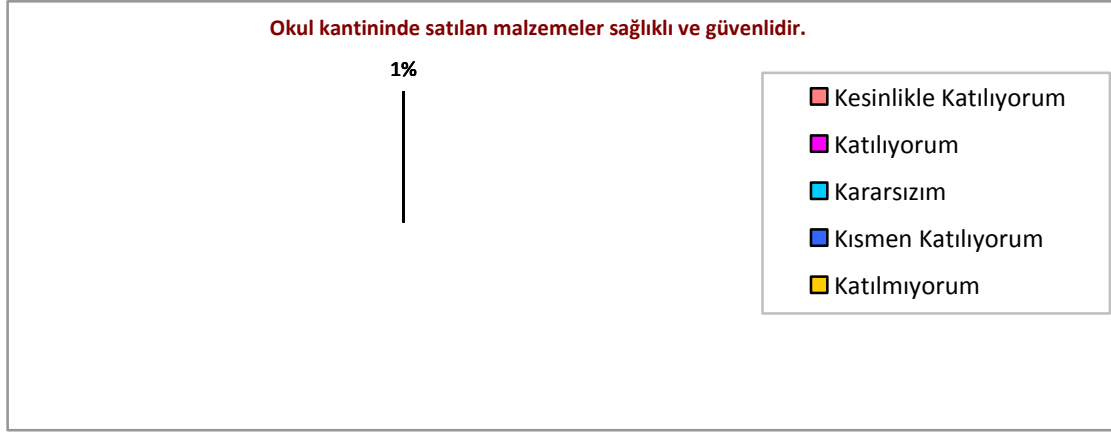 Okul kantininde satılan malzemeler sağlıklı ve güvenlidir.
1%
Kesinlikle Katılıyorum
Katılıyorum
Kararsızım
Kısmen Katılıyorum
Katılmıyorum